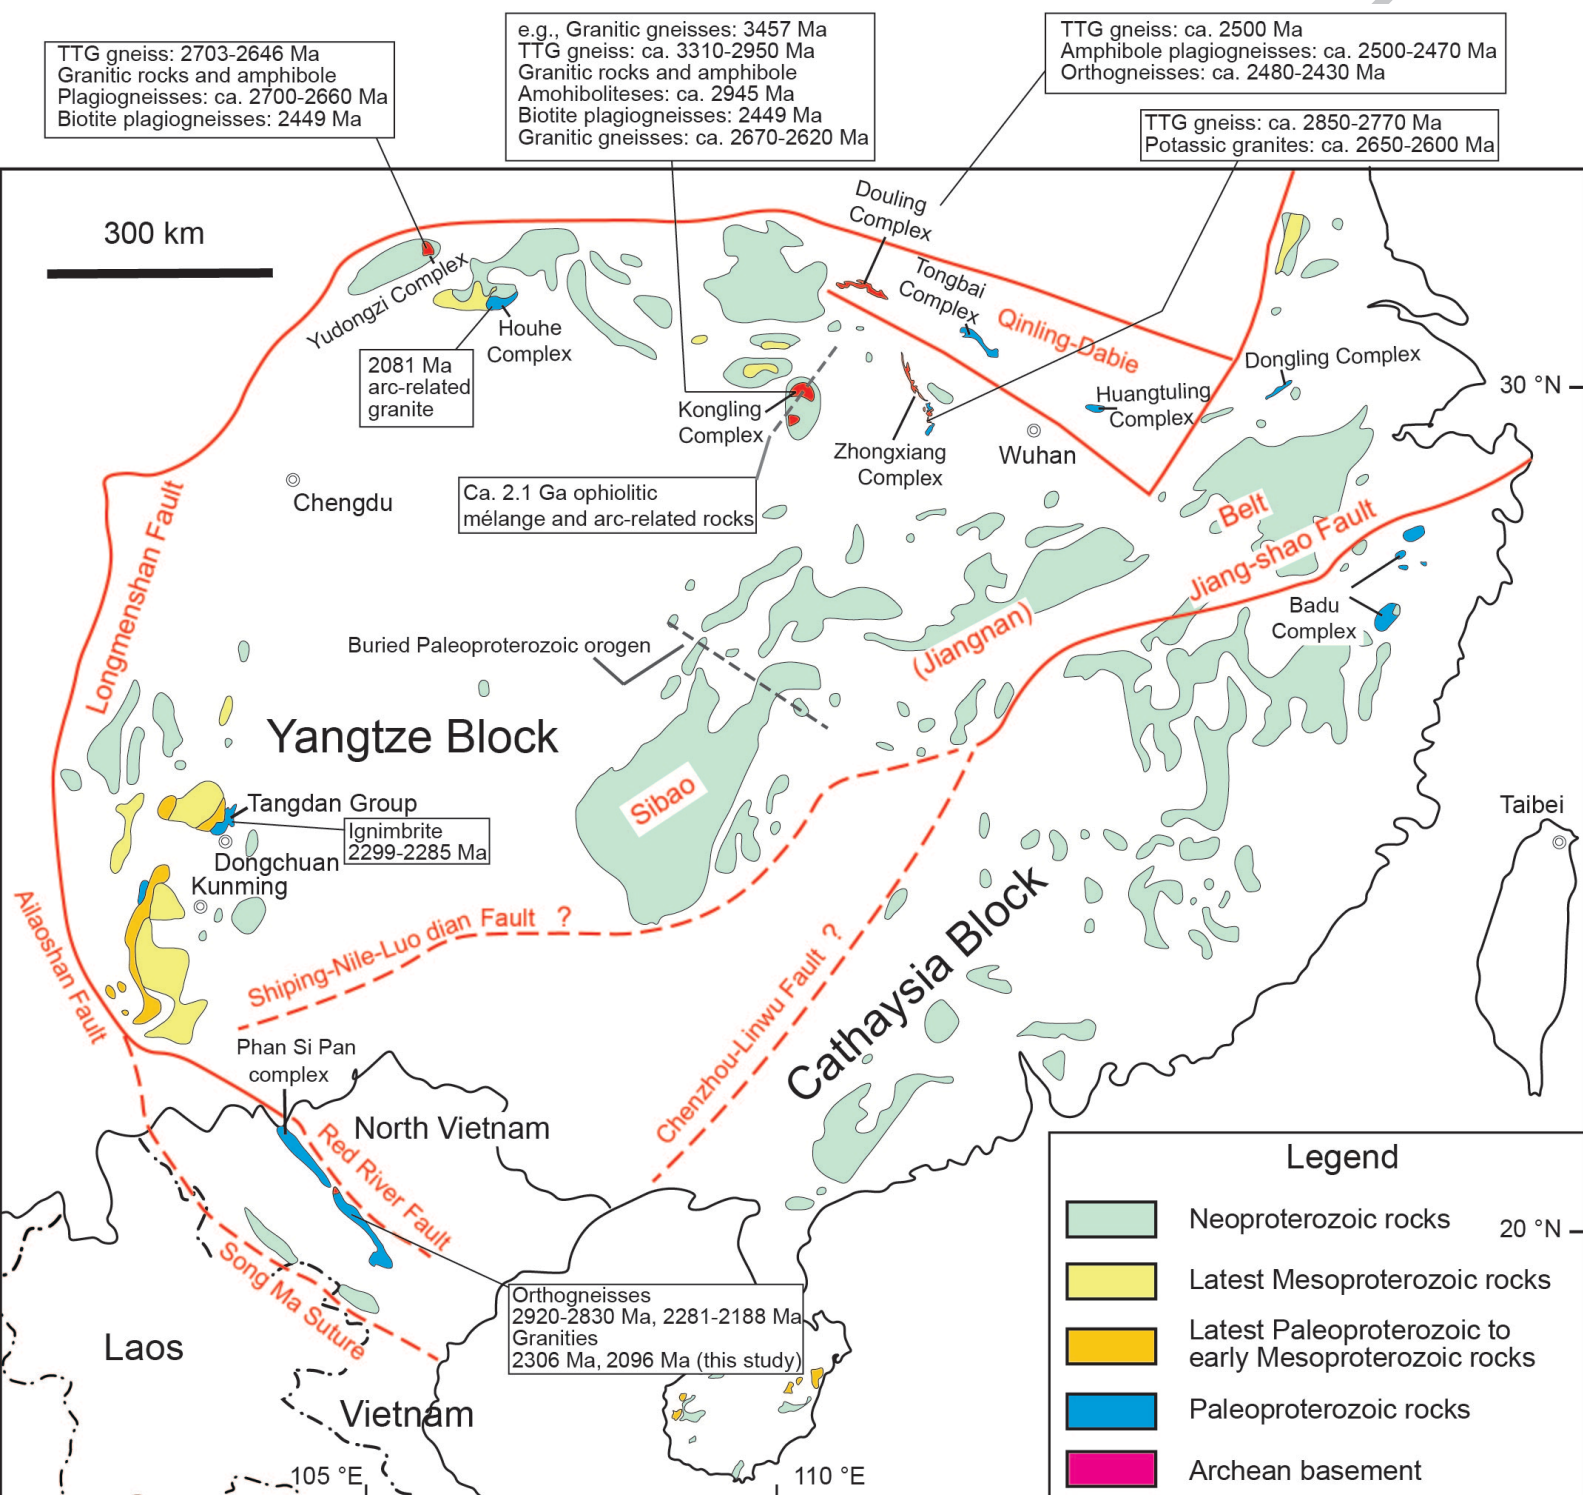 TTG gneiss: 2703-2646 Ma
Granitic rocks and amphibole
Plagiogneisses: ca. 2700-2660 Ma
Biotite plagiogneisses: 2449 Ma
e.g., Granitic gneisses: 3457 Ma
TTG gneiss: ca. 3310-2950 Ma
Granitic rocks and amphibole
Amohiboliteses: ca. 2945 Ma
Biotite plagiogneisses: 2449 Ma
Granitic gneisses: ca. 2670-2620 Ma
TTG gneiss: ca. 2500 Ma
Amphibole plagiogneisses: ca. 2500-2470 Ma
Orthogneisses: ca. 2480-2430 Ma
TTG gneiss: ca. 2850-2770 Ma
Potassic granites: ca. 2650-2600 Ma
300 km
Douling
Complex
Yudongzi Complex
Tongbai
Complex
Houhe
Complex
Qinling-Dabie
2081 Ma
arc-related
granite
Dongling Complex
30 °N
Huangtuling
Complex
Kongling
Complex
Zhongxiang
Complex
Wuhan
Chengdu
Ca. 2.1 Ga ophiolitic
mélange and arc-related rocks
Longmenshan Fault
Belt
Jiang-shao Fault
Badu
Complex
Buried Paleoproterozoic orogen
(Jiangnan)
Yangtze Block
Sibao
Tangdan Group
Ignimbrite
2299-2285 Ma
Dongchuan
Kunming
Taibei
Ailaoshan Fault
Shiping-Nile-Luo dian Fault ?
Chenzhou-Linwu Fault ?
Cathaysia Block
Phan Si Pan
complex
North Vietnam
Red River Fault
Song Ma Suture
Orthogneisses
2920-2830 Ma, 2281-2188 Ma
Granities
2306 Ma, 2096 Ma (this study)
Laos
Vietnam
105 °E
110 °E
20 °N
Legend
Neoproterozoic rocks
Latest Mesoproterozoic rocks
Latest Paleoproterozoic to
early Mesoproterozoic rocks
Paleoproterozoic rocks
Archean basement